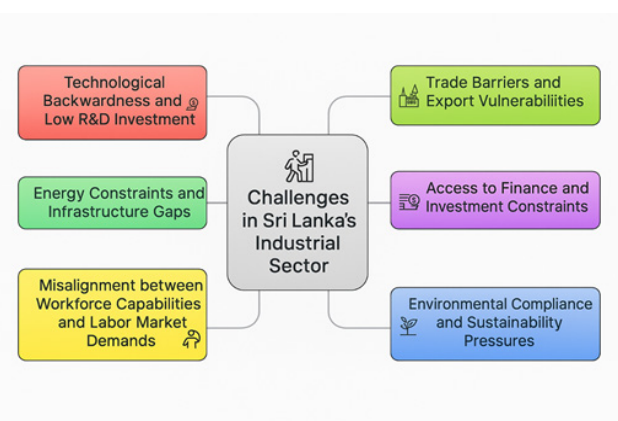 Technological
Backwardness and
Low R&D Investment
Energy Constraints and
Infrastructure Gaps
Misalignment between
Workforce Capabilities
and Labor Market
Demands
Challenges
in Sri Lanka's
Industrial
Sector
Trade Barriers and
Export Vulnerabiliities
Access to Finance and
Investment Constraints
Environmental Compliance
and Sustainability
Pressures